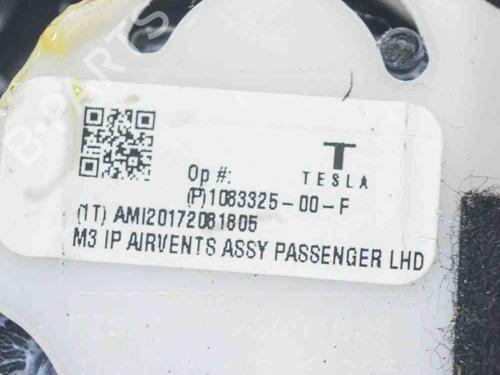 B-PARTS
Op #:
TESLA
(P)1083325-00-F
(1T) AMI20172081805
M3 IP AIRVENTS ASSY PASSENGER LHD